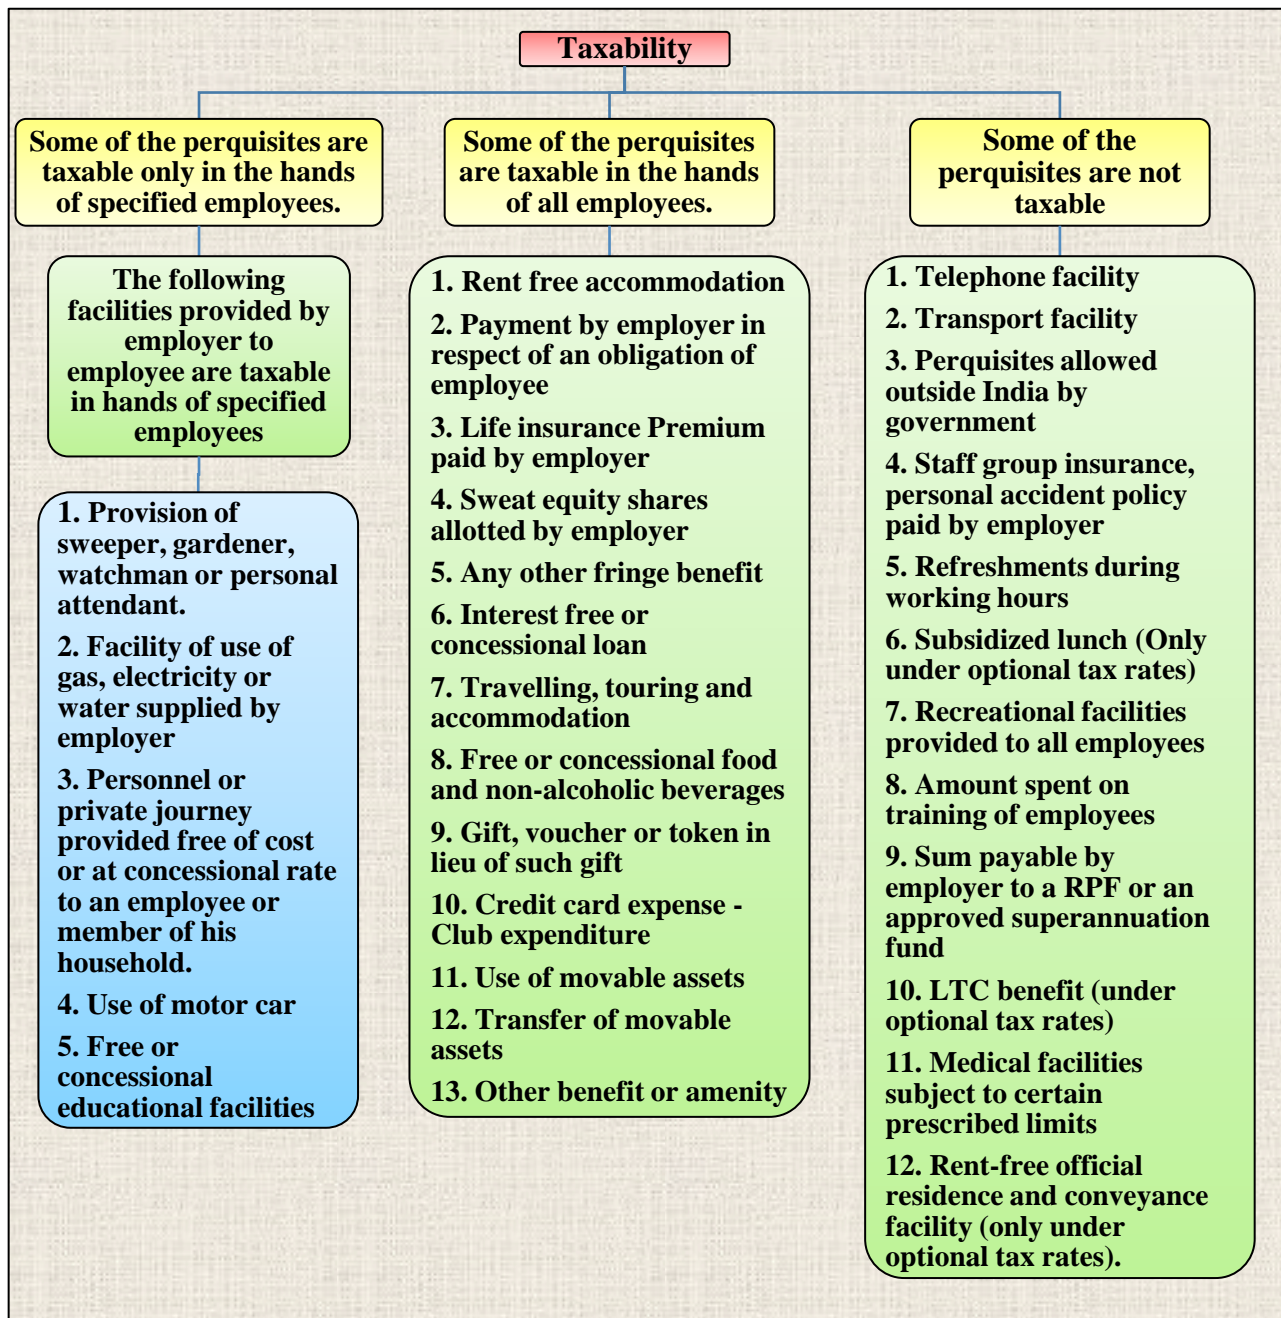 Taxability
Some of the perquisites are
taxable only in the hands
of specified employees.
The following
facilities provided by
employer to
employee are taxable
in hands of specified
employees
1. Provision of
sweeper, gardener,
watchman or personal
attendant.
2. Facility of use of
gas, electricity or
water supplied by
employer
3. Personnel or
private journey
provided free of cost
or at concessional rate
to an employee or
member of his
household.
4. Use of motor car
5. Free or
concessional
educational facilities
Some of the perquisites
are taxable in the hands
of all employees.
1. Rent free accommodation
2. Payment by employer in
respect of an obligation of
employee
3. Life insurance Premium
paid by employer
4. Sweat equity shares
allotted by employer
5. Any other fringe benefit
6. Interest free or
concessional loan
7. Travelling, touring and
accommodation
8. Free or concessional food
and non-alcoholic beverages
9. Gift, voucher or token in
lieu of such gift
10. Credit card expense -
Club expenditure
11. Use of movable assets
12. Transfer of movable
assets
13. Other benefit or amenity
Some of the
perquisites are not
taxable
1. Telephone facility
2. Transport facility
3. Perquisites allowed
outside India by
government
4. Staff group insurance,
personal accident policy
paid by employer
5. Refreshments during
working hours
6. Subsidized lunch (Only
under optional tax rates)
7. Recreational facilities
provided to all employees
8. Amount spent on
training of employees
9. Sum payable by
employer to a RPF or an
approved superannuation
fund
10. LTC benefit (under
optional tax rates)
11. Medical facilities
subject to certain
prescribed limits
12. Rent-free official
residence and conveyance
facility (only under
optional tax rates).